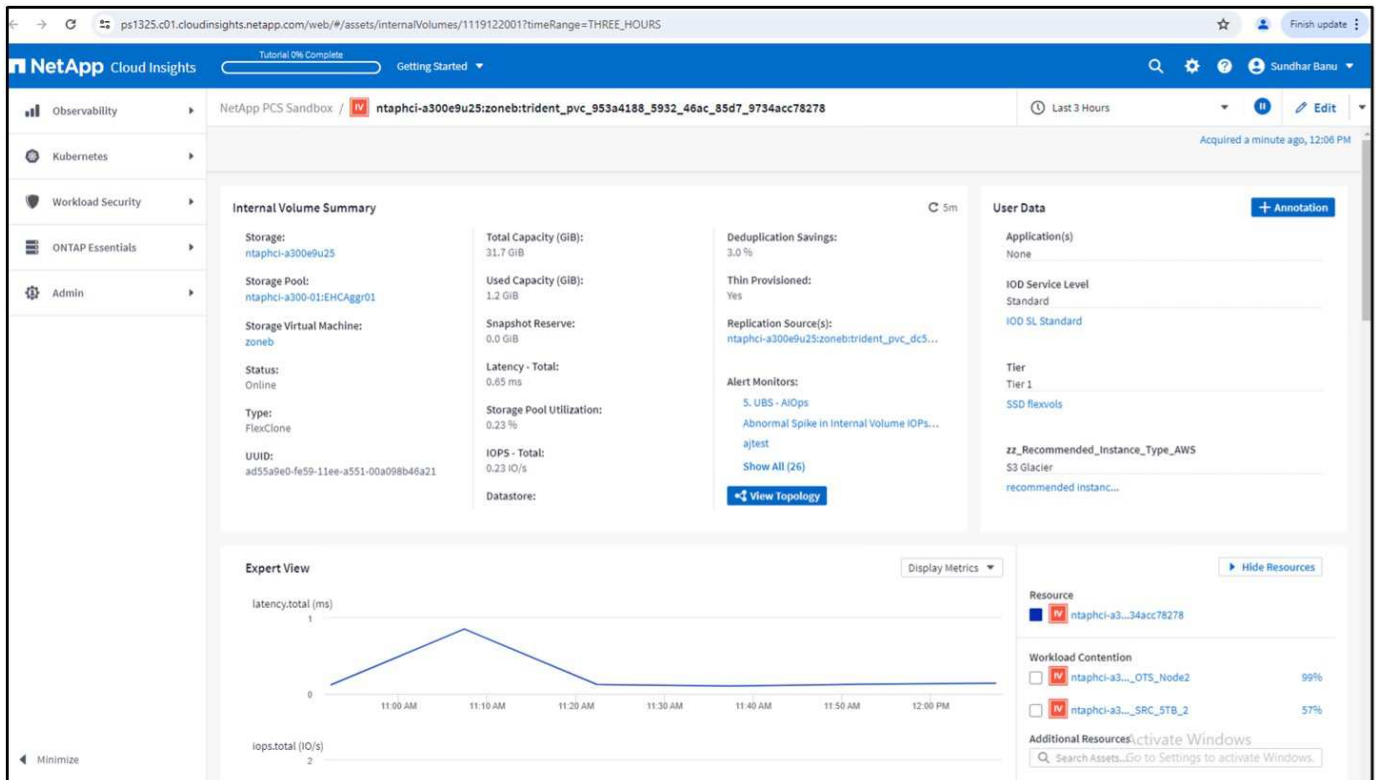 ps1325.c01.cloudinsights.netapp.com/web/#/assets/internalVolumes/1119122001?timeRange=THREE_HOURS
Finish update
NetApp Cloud Insights
Tutorial 0% Complete
Getting Started
Sundhar Banu
Observability
Kubernetes
Workload Security
ONTAP Essentials
Admin
Minimize
NetApp PCS Sandbox / IV ntaphci-a300e9u25:zoneb:trident_pvc_953a4188_5932_46ac_85d7_9734acc78278
Last 3 Hours
Edit
Acquired a minute ago, 12:06 PM
Internal Volume Summary
5m
Storage:
ntaphci-a300e9u25
Storage Pool:
ntaphci-a300-01:EHCAggr01
Storage Virtual Machine:
zoneb
Status:
Online
Type:
FlexClone
UUID:
ad55a9e0-fe59-11ee-a551-00a098b46a21
Total Capacity (GiB):
31.7 GiB
Used Capacity (GiB):
1.2 GiB
Snapshot Reserve:
0.0 GiB
Latency - Total:
0.65 ms
Storage Pool Utilization:
0.23 %
IOPS - Total:
0.23 IO/s
Datastore:
Deduplication Savings:
3.0 %
Thin Provisioned:
Yes
Replication Source(s):
ntaphci-a300e9u25:zoneb:trident_pvc_dc5...
Alert Monitors:
5. UBS - AIOps
Abnormal Spike in Internal Volume IOPs...
ajtest
Show All (26)
View Topology
User Data
+ Annotation
Application(s)
None
IOD Service Level
Standard
IOD SL Standard
Tier
Tier 1
SSD flexvols
zz_Recommended_Instance_Type_AWS
S3 Glacier
recommended instanc...
Expert View
Display Metrics
latency.total (ms)
1
0
11:00 AM 11:10 AM 11:20 AM 11:30 AM 11:40 AM 11:50 AM 12:00 PM
iops.total (IO/s)
2
Hide Resources
Resource
IV ntaphci-a3...34acc78278
Workload Contention
IV ntaphci-a3..._OTS_Node2 99%
IV ntaphci-a3..._SRC_5TB_2 57%
Additional Resources
Activate Windows
Search Assets...
Go to Settings to activate Windows.